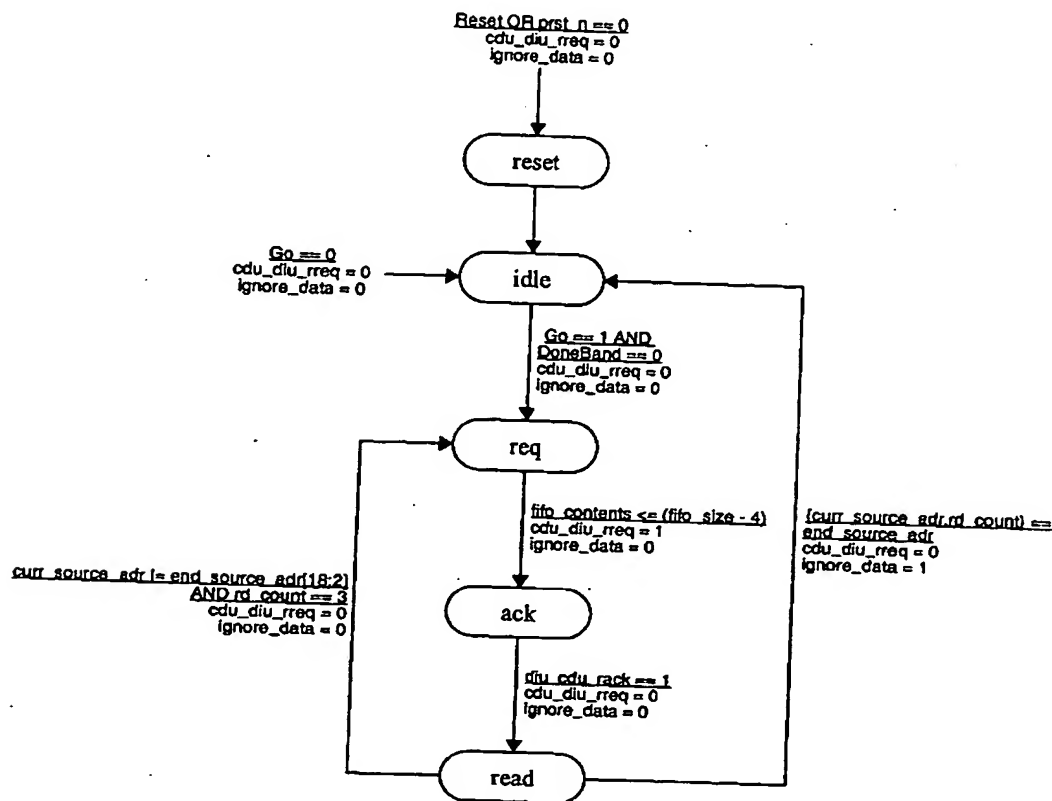 Reset OR prst_n == 0
cdu_diu_rreq = 0
ignore_data = 0
reset
Go == 0
cdu_diu_rreq = 0
ignore_data = 0
idle
Go == 1 AND
DoneBand == 0
cdu_diu_rreq = 0
ignore_data = 0
req
fifo_contents <= (fifo_size - 4)
cdu_diu_rreq = 1
ignore_data = 0
{curr_source_adr,rd_count} ==
end_source_adr
cdu_diu_rreq = 0
ignore_data = 1
curr_source_adr != end_source_adr[18:2]
AND rd_count == 3
cdu_diu_rreq = 0
ignore_data = 0
ack
diu_cdu_rack == 1
cdu_diu_rreq = 0
ignore_data = 0
read